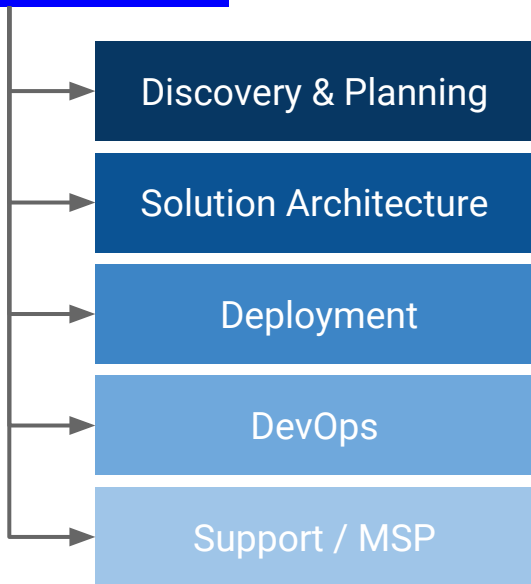 Discovery & Planning
Solution Architecture
Deployment
DevOps
Support / MSP